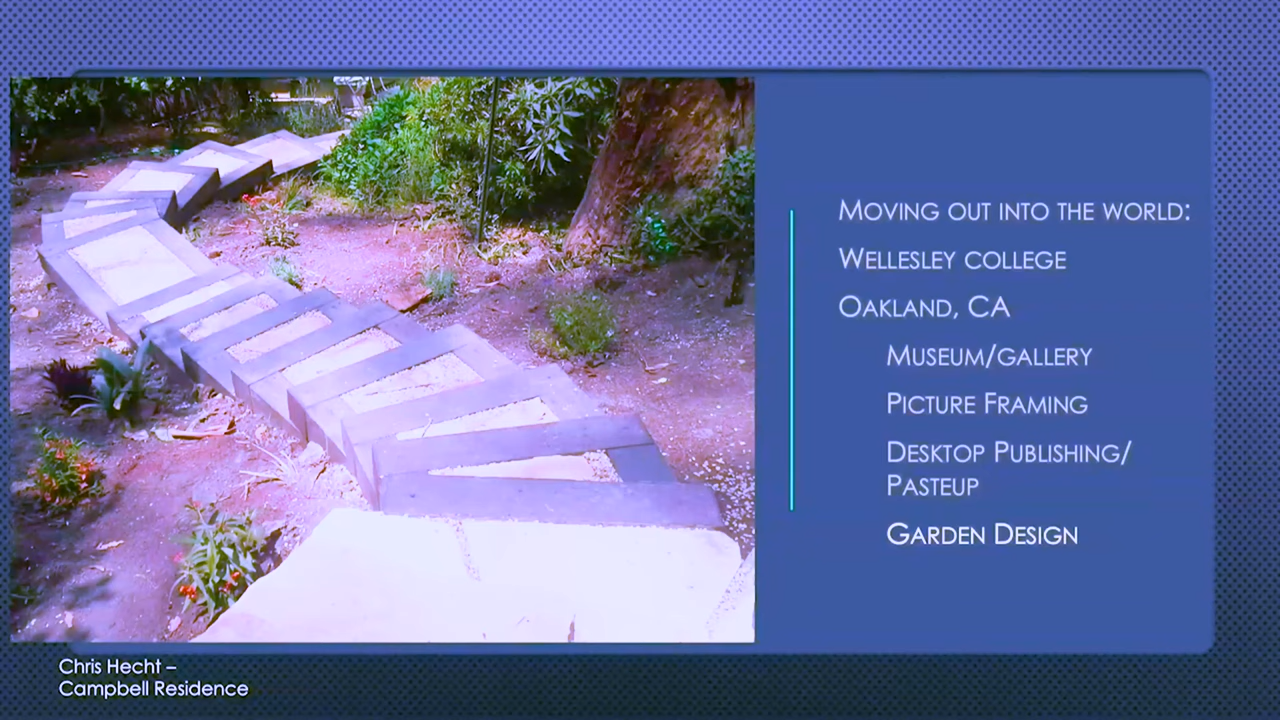 Moving out into the world:
Wellesley college
Oakland, CA
Museum/gallery
Picture Framing
Desktop Publishing/
Pasteup
Garden Design
Chris Hecht –
Campbell Residence